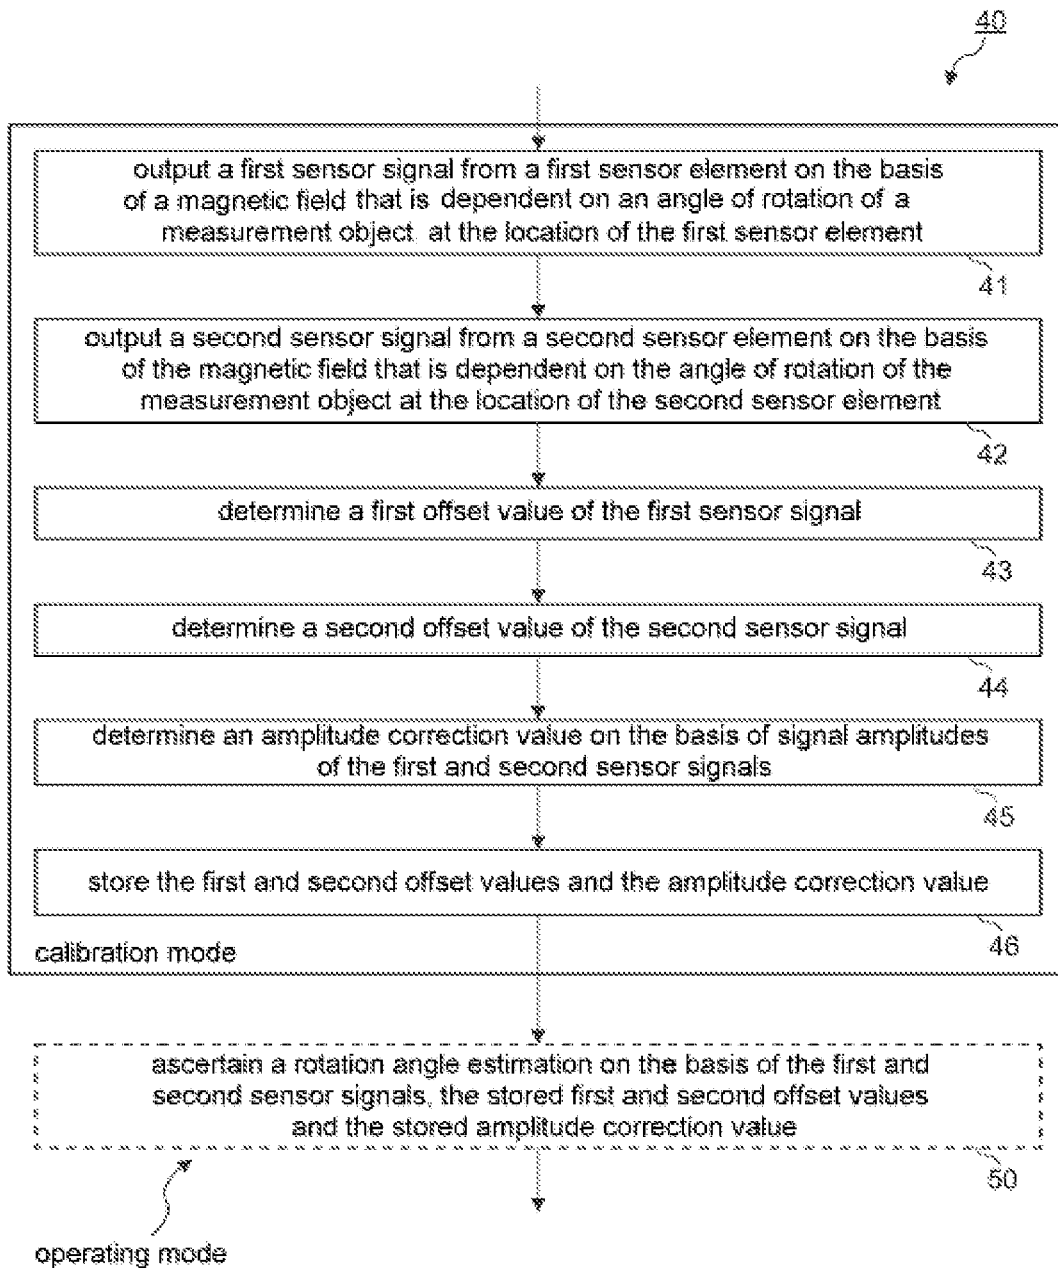 40
output a first sensor signal from a first sensor element on the basis
of a magnetic field that is dependent on an angle of rotation of a
measurement object at the location of the first sensor element
41
output a second sensor signal from a second sensor element on the basis
of the magnetic field that is dependent on the angle of rotation of the
measurement object at the location of the second sensor element
42
determine a first offset value of the first sensor signal
43
determine a second offset value of the second sensor signal
44
determine an amplitude correction value on the basis of signal amplitudes
of the first and second sensor signals
45
store the first and second offset values and the amplitude correction value
46
calibration mode
ascertain a rotation angle estimation on the basis of the first and
second sensor signals, the stored first and second offset values
and the stored amplitude correction value
50
operating mode